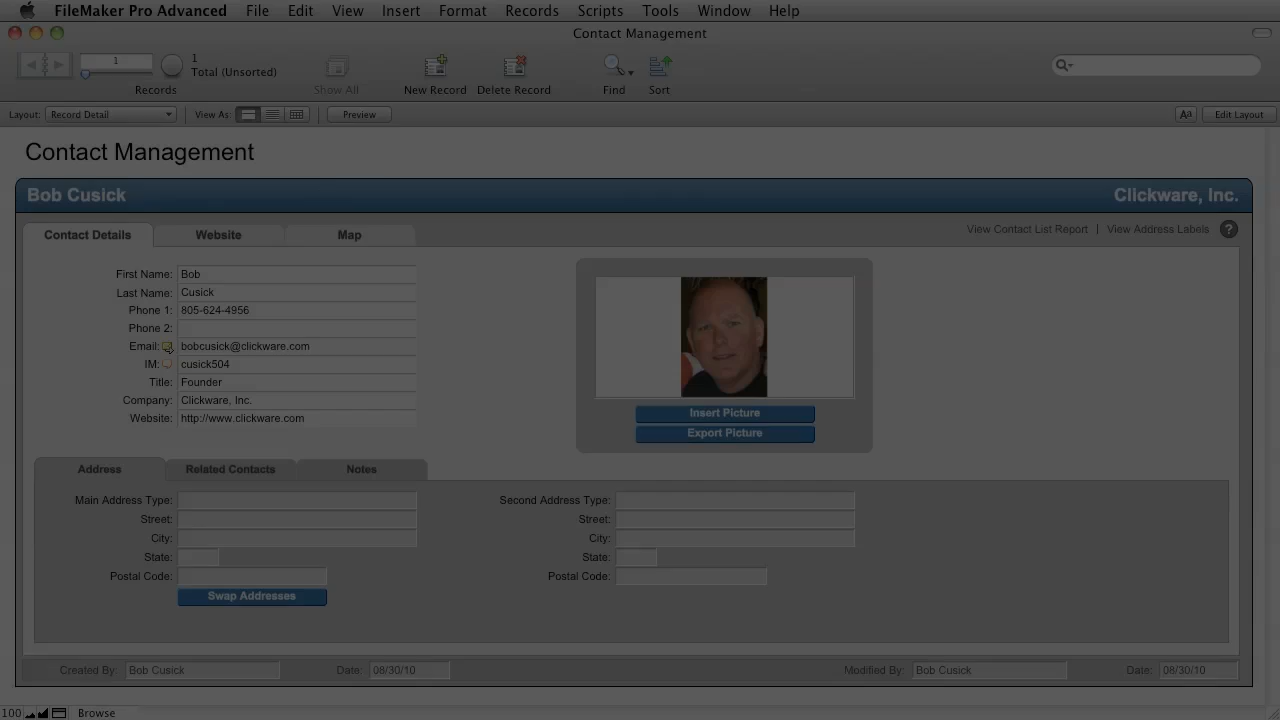 FileMaker Pro Advanced File Edit View Insert Format Records Scripts Tools Window Help
Contact Management
1
1
Total (Unsorted)
Records
Show All
New Record
Delete Record
Find
Sort
Layout: Record Detail
View As:
Preview
Aa
Edit Layout
Contact Management
Bob Cusick
Clickware, Inc.
Contact Details
Website
Map
View Contact List Report | View Address Labels
?
First Name: Bob
Last Name: Cusick
Phone 1: 805-624-4956
Phone 2:
Email: bobcusick@clickware.com
IM: cusick504
Title: Founder
Company: Clickware, Inc.
Website: http://www.clickware.com
Insert Picture
Export Picture
Address
Related Contacts
Notes
Main Address Type:
Street:
City:
State:
Postal Code:
Swap Addresses
Second Address Type:
Street:
City:
State:
Postal Code:
Created By: Bob Cusick
Date: 08/30/10
Modified By: Bob Cusick
Date: 08/30/10
100
Browse